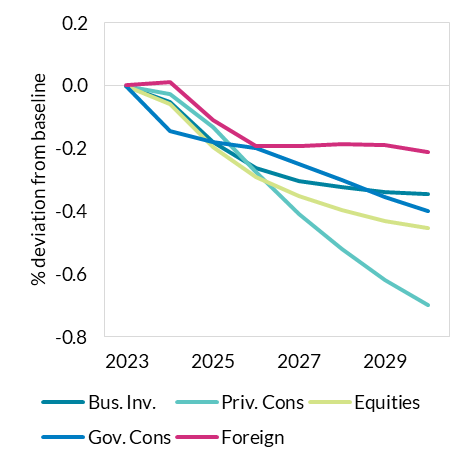 % deviation from baseline
0.2
0.0
-0.2
-0.4
-0.6
-0.8
2023 2025 2027 2029
Bus. Inv. Priv. Cons Equities
Gov. Cons Foreign